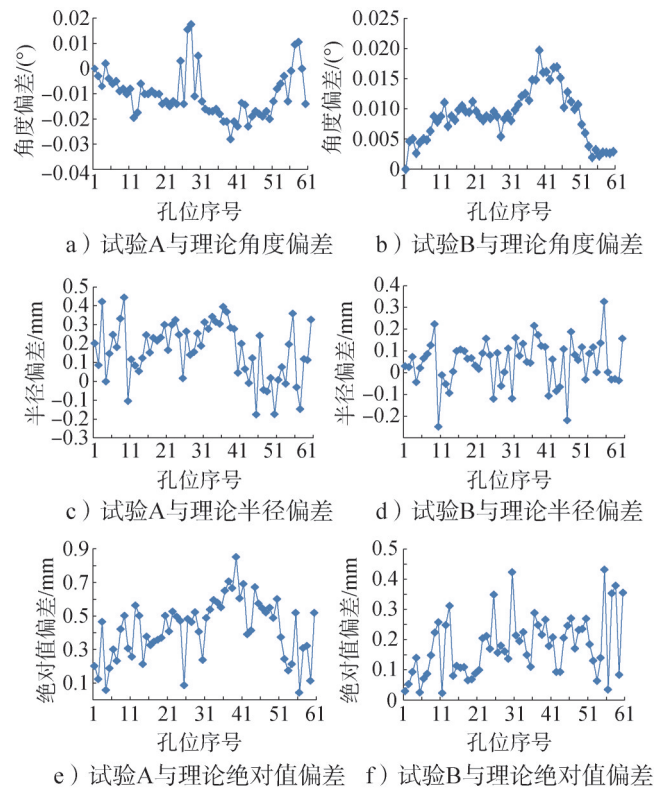 角度偏差/(°)
0.02
0.01
0
−0.01
−0.02
−0.03
−0.04
1 11 21 31 41 51 61
孔位序号
a）试验A与理论角度偏差
角度偏差/(°)
0.025
0.020
0.015
0.010
0.005
0
1 11 21 31 41 51 61
孔位序号
b）试验B与理论角度偏差
半径偏差/mm
0.5
0.4
0.3
0.2
0.1
0
−0.1
−0.2
−0.3
1 11 21 31 41 51 61
孔位序号
c）试验A与理论半径偏差
半径偏差/mm
0.4
0.3
0.2
0.1
0
−0.1
−0.2
1 11 21 31 41 51 61
孔位序号
d）试验B与理论半径偏差
绝对值偏差/mm
0.9
0.7
0.5
0.3
0.1
1 11 21 31 41 51 61
孔位序号
e）试验A与理论绝对值偏差
绝对值偏差/mm
0.5
0.4
0.3
0.2
0.1
0
1 11 21 31 41 51 61
孔位序号
f）试验B与理论绝对值偏差